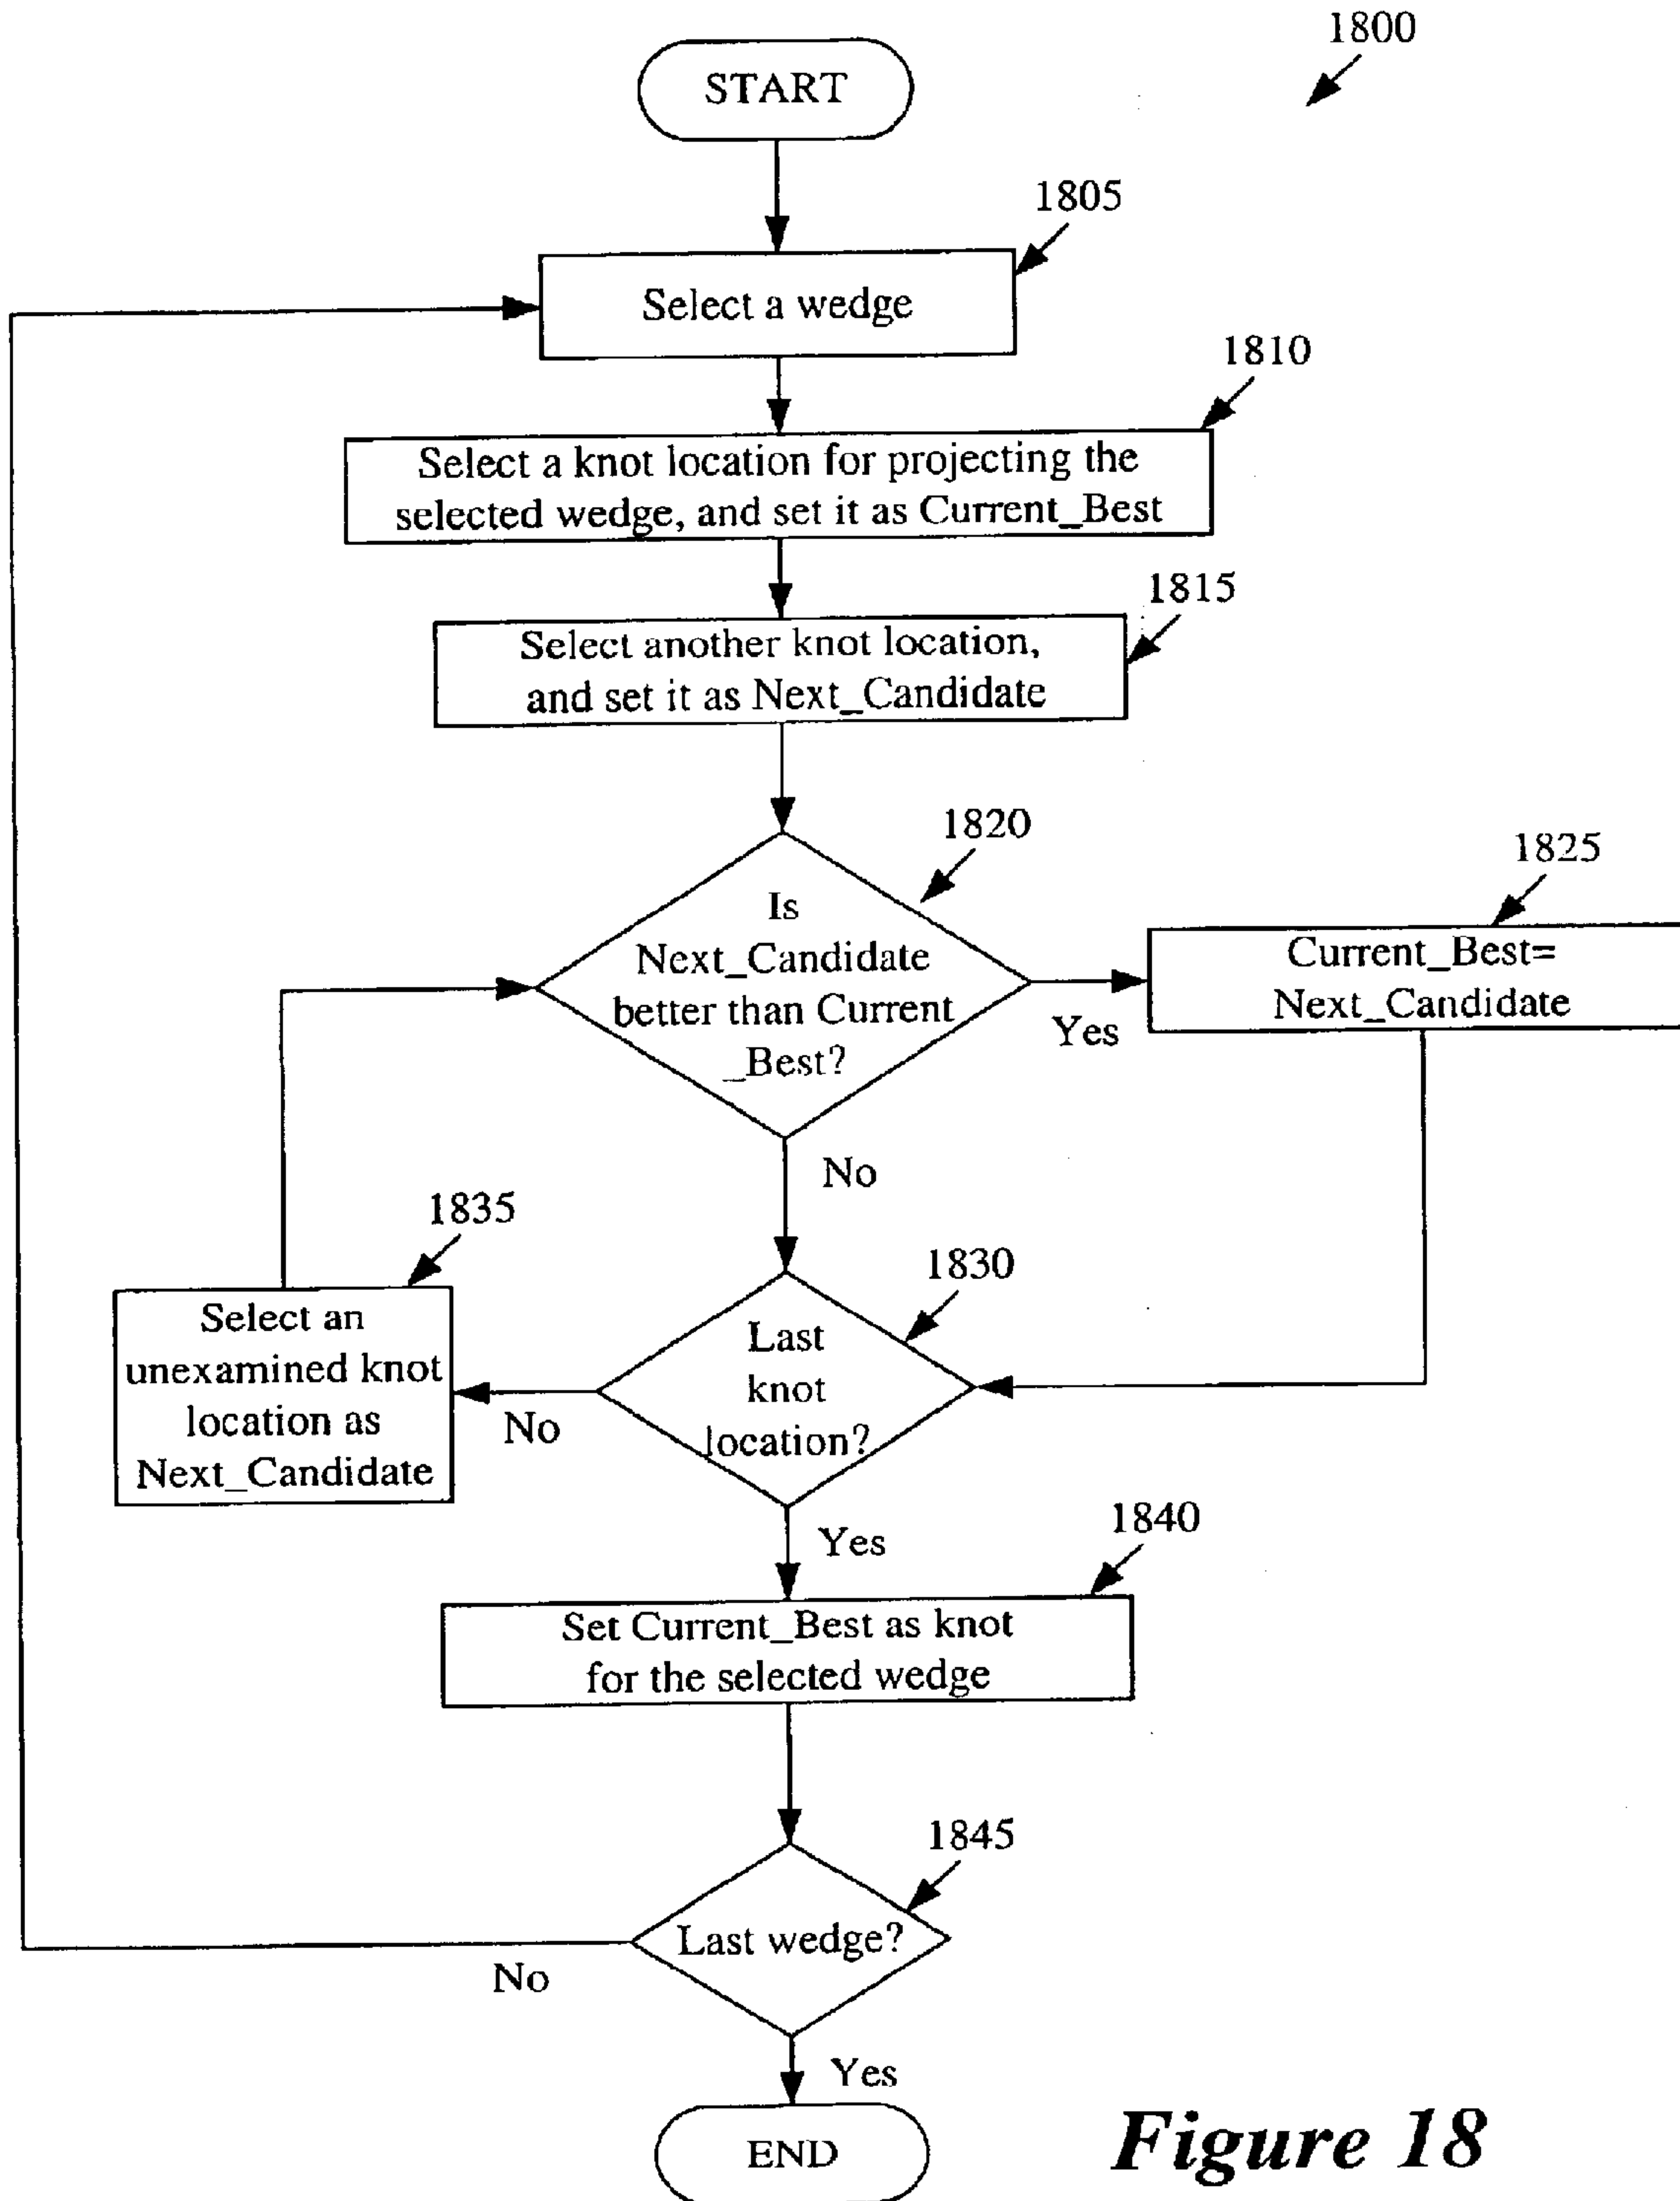 1800
START
1805
Select a wedge
1810
Select a knot location for projecting the
selected wedge, and set it as Current_Best
1815
Select another knot location,
and set it as Next_Candidate
1820
Is
Next_Candidate
better than Current
_Best?
Yes
1825
Current_Best=
Next_Candidate
No
1835
Select an
unexamined knot
location as
Next_Candidate
1830
Last
knot
location?
No
Yes
1840
Set Current_Best as knot
for the selected wedge
1845
Last wedge?
No
Yes
END
Figure 18